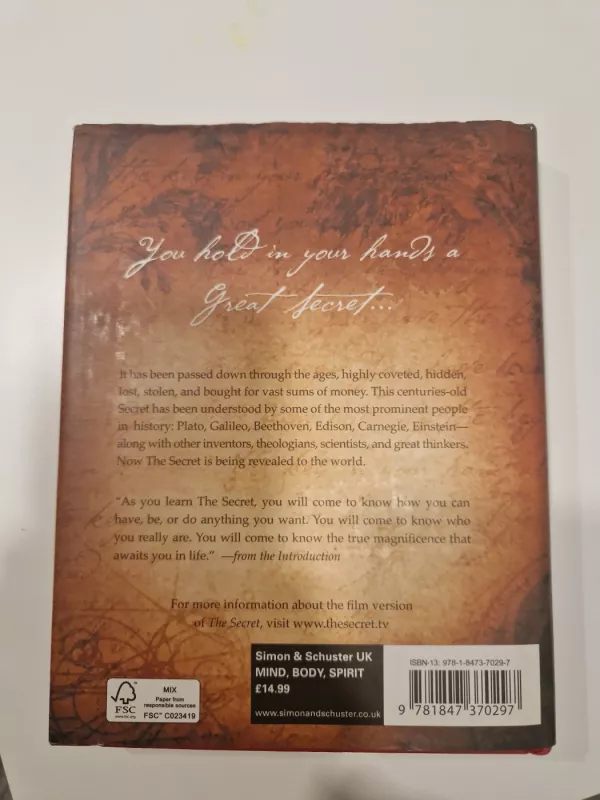 You hold in your hands a
Great Secret...
It has been passed down through the ages, highly coveted, hidden,
lost, stolen, and bought for vast sums of money. This centuries-old
Secret has been understood by some of the most prominent people
in history: Plato, Galileo, Beethoven, Edison, Carnegie, Einstein—
along with other inventors, theologians, scientists, and great thinkers.
Now The Secret is being revealed to the world.
“As you learn The Secret, you will come to know how you can
have, be, or do anything you want. You will come to know who
you really are. You will come to know the true magnificence that
awaits you in life.” —from the Introduction
For more information about the film version
of The Secret, visit www.thesecret.tv
FSC
www.fsc.org
MIX
Paper from
responsible sources
FSC™ C023419
Simon & Schuster UK
MIND, BODY, SPIRIT
£14.99
www.simonandschuster.co.uk
ISBN-13: 978-1-8473-7029-7
9 781847 370297